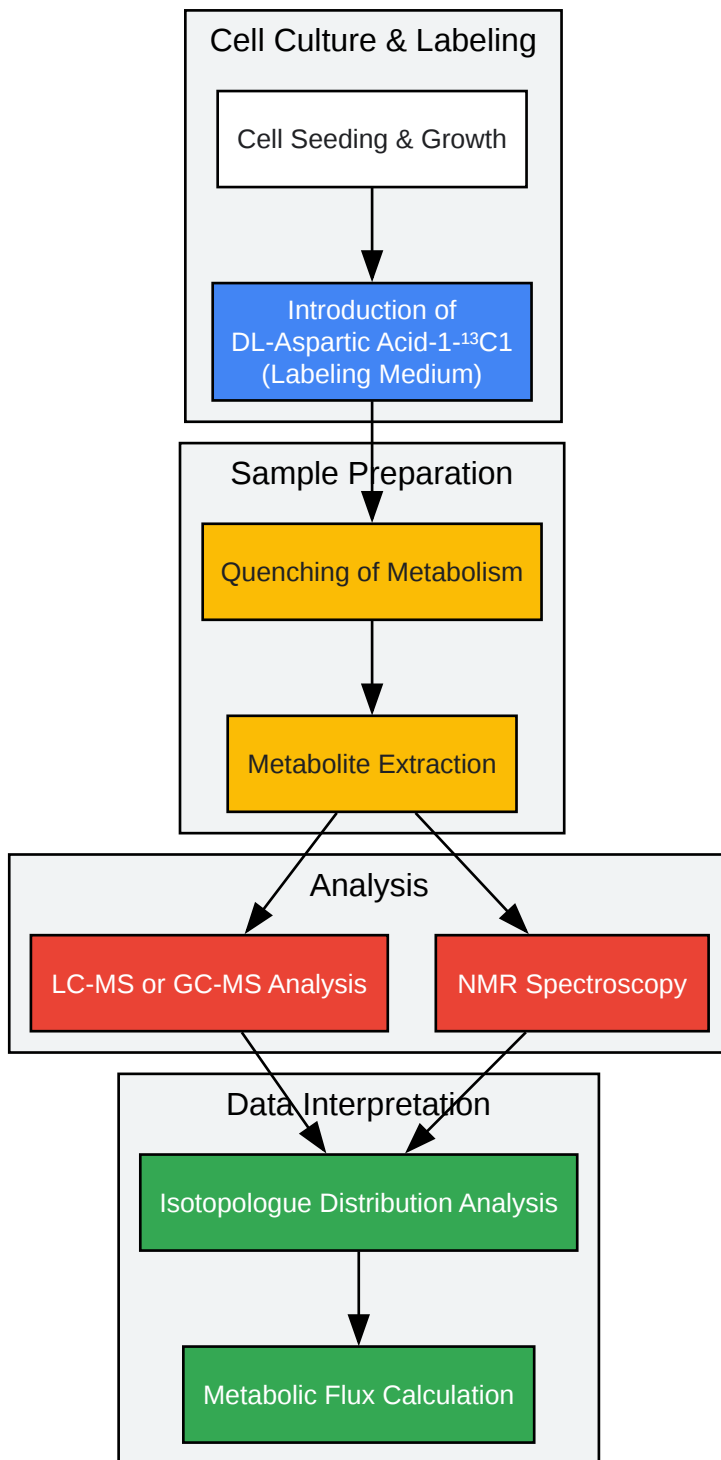 Cell Culture & Labeling
Cell Seeding & Growth
Introduction of
DL-Aspartic Acid-1-¹³C1
(Labeling Medium)
Sample Preparation
Quenching of Metabolism
Metabolite Extraction
Analysis
LC-MS or GC-MS Analysis
NMR Spectroscopy
Data Interpretation
Isotopologue Distribution Analysis
Metabolic Flux Calculation